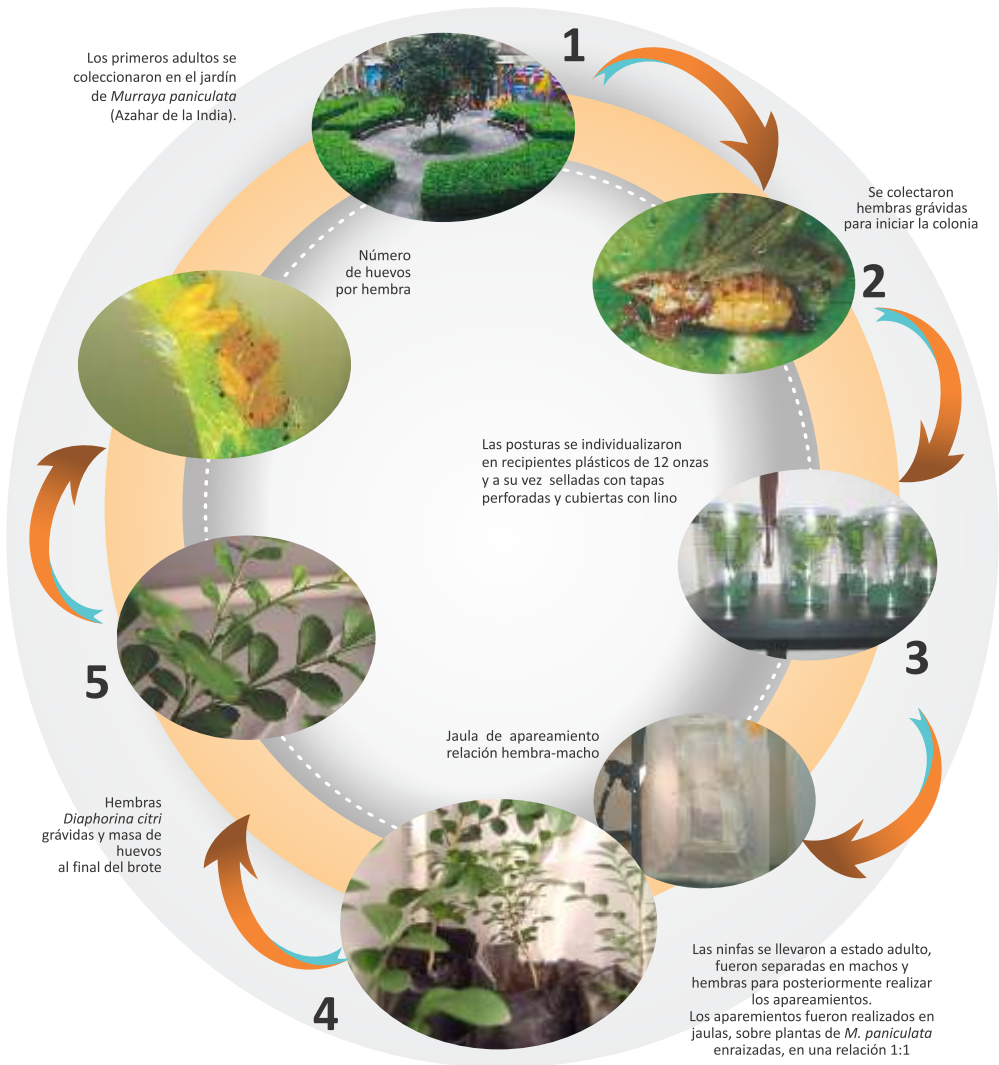 Los primeros adultos se
coleccionaron en el jardín
de Murraya paniculata
(Azahar de la India).
1
Se colectaron
hembras grávidas
para iniciar la colonia
2
Número
de huevos
por hembra
Las posturas se individualizaron
en recipientes plásticos de 12 onzas
y a su vez selladas con tapas
perforadas y cubiertas con lino
3
5
Jaula de apareamiento
relación hembra-macho
Hembras
Diaphorina citri
grávidas y masa de
huevos
al final del brote
4
Las ninfas se llevaron a estado adulto,
fueron separadas en machos y
hembras para posteriormente realizar
los apareamientos.
Los aparemientos fueron realizados en
jaulas, sobre plantas de M. paniculata
enraizadas, en una relación 1:1